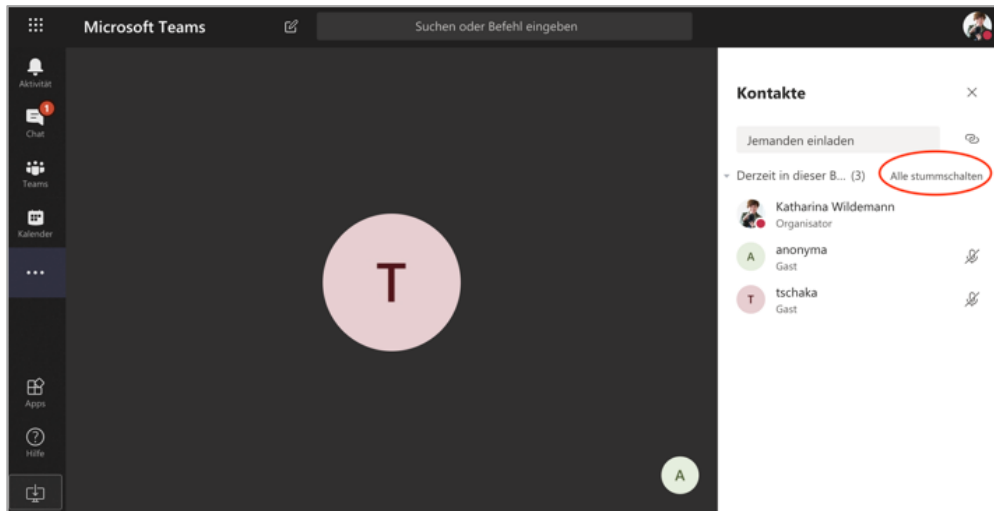 Microsoft Teams
Suchen oder Befehl eingeben
Aktivität
1
Chat
Teams
Kalender
Apps
Hilfe
T
A
Kontakte
Jemanden einladen
Derzeit in dieser B... (3) Alle stummschalten
Katharina Wildemann
Organisator
A anonyma
Gast
T tschaka
Gast